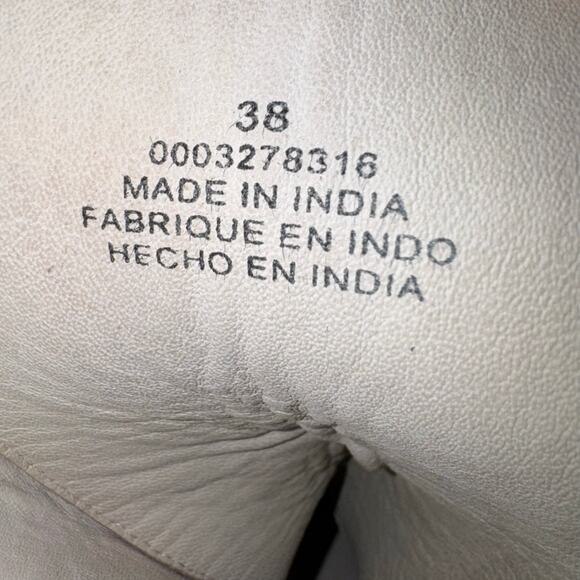 38
0003278316
MADE IN INDIA
FABRIQUE EN INDO
HECHO EN INDIA